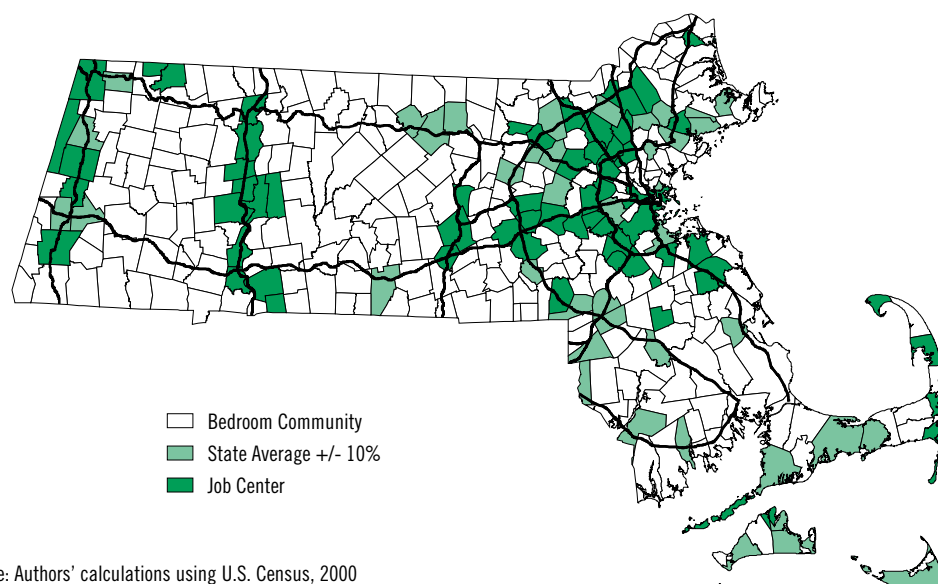 Bedroom Community
State Average +/- 10%
Job Center
e: Authors' calculations using U.S. Census, 2000